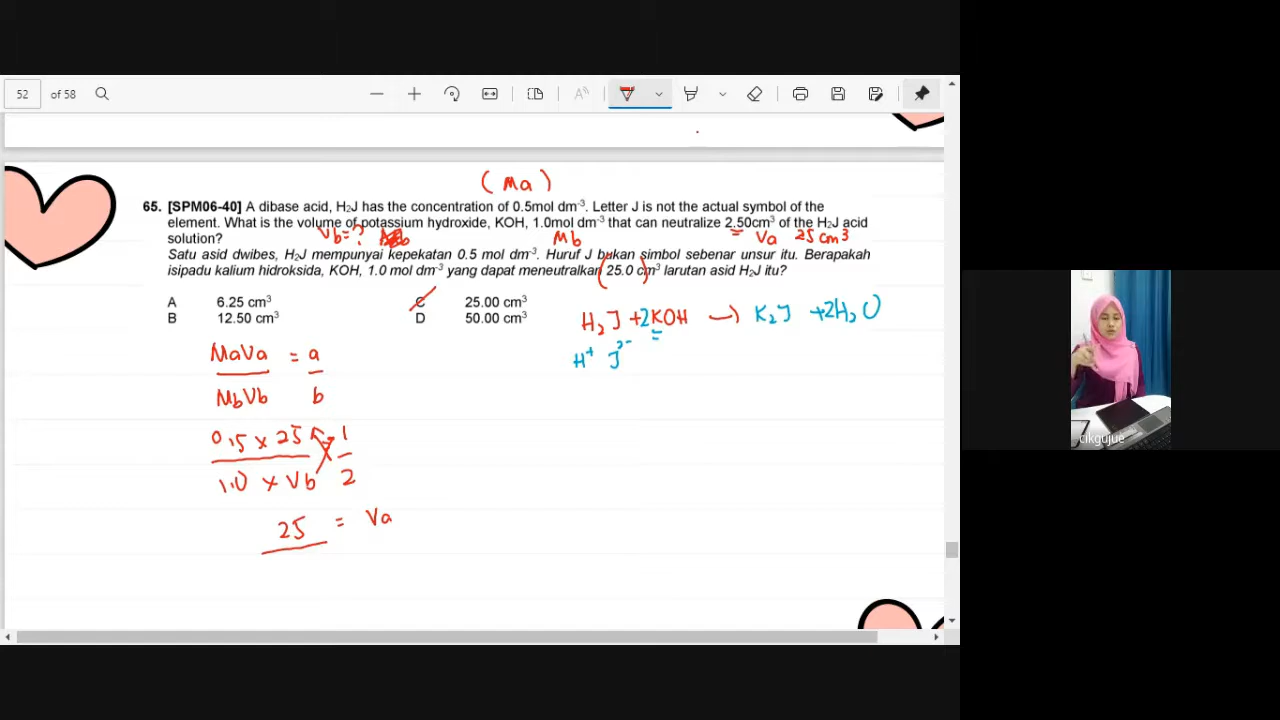 52 of 58
(Ma)
65. [SPM06-40] A dibase acid, H2J has the concentration of 0.5mol dm-3. Letter J is not the actual symbol of the
element. What is the volume of potassium hydroxide, KOH, 1.0mol dm-3 that can neutralize 2.50cm3 of the H2J acid
solution?
Vb=? Mb Va 25 cm3
Satu asid dwibes, H2J mempunyai kepekatan 0.5 mol dm-3. Huruf J bukan simbol sebenar unsur itu. Berapakah
isipadu kalium hidroksida, KOH, 1.0 mol dm-3 yang dapat meneutralkan (25.0 cm3) larutan asid H2J itu?
A 6.25 cm3 C 25.00 cm3
B 12.50 cm3 D 50.00 cm3
H2J + 2KOH → K2J + 2H2O
H+ J2-
MaVa = a
MbVb b
0.5 x 25 1
1.0 x Vb 2
25 = Va
cikgujue